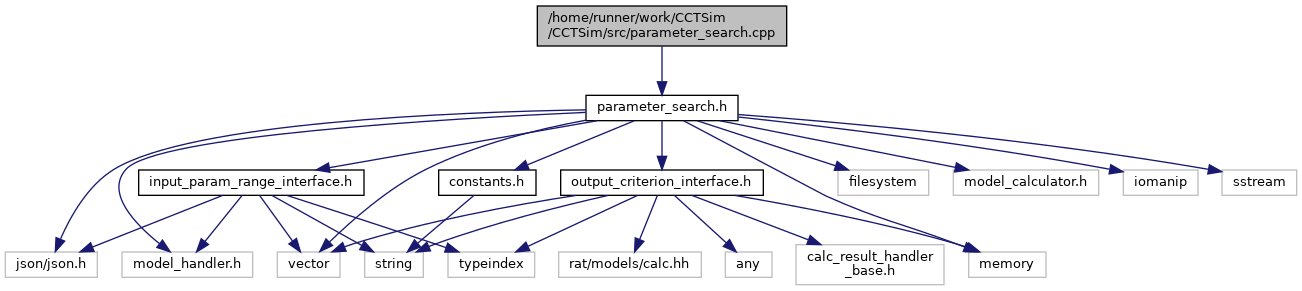 /home/runner/work/CCTSim
/CCTSim/src/parameter_search.cpp
parameter_search.h
input_param_range_interface.h
constants.h
output_criterion_interface.h
filesystem
model_calculator.h
iomanip
sstream
json/json.h
model_handler.h
vector
string
typeindex
rat/models/calc.hh
any
calc_result_handler
_base.h
memory